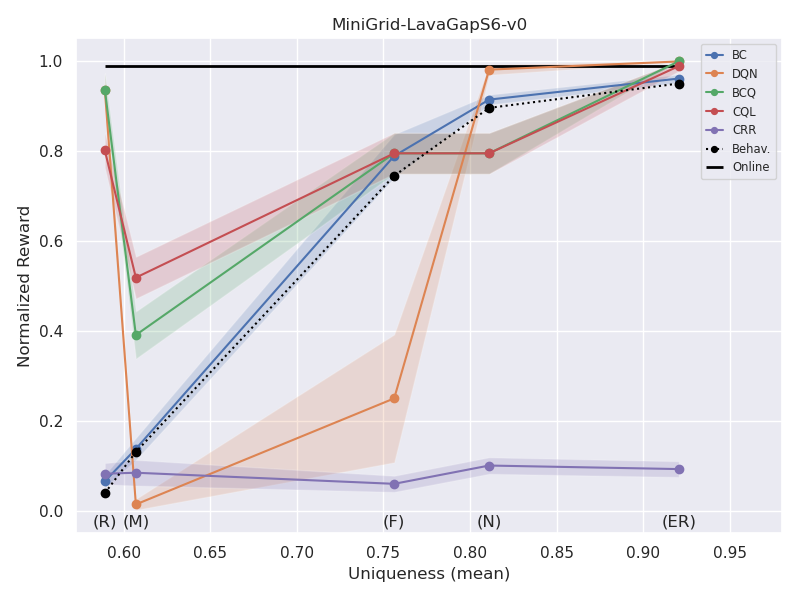 MiniGrid-LavaGapS6-v0
BC
DQN
BCQ
CQL
CRR
Behav.
Online
Normalized Reward
1.0
0.8
0.6
0.4
0.2
0.0
(R) (M) (F) (N) (ER)
0.60 0.65 0.70 0.75 0.80 0.85 0.90 0.95
Uniqueness (mean)